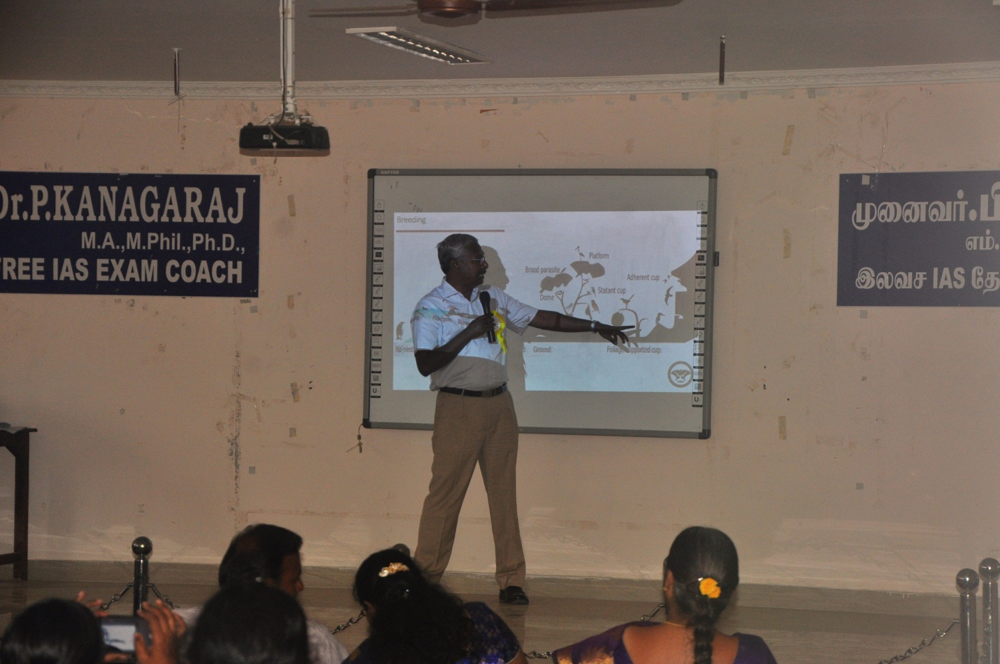 Dr.P.KANAGARAJ
M.A.,M.Phil.,Ph.D.,
FREE IAS EXAM COACH
RAPTOR
Breeding
Platform
Brood parasite
Adherent cup
Statant cup
Dome
Platform
No nest
Ground
Foliage supported cup
முனைவர்.பி
எம்.
இலவச IAS தே